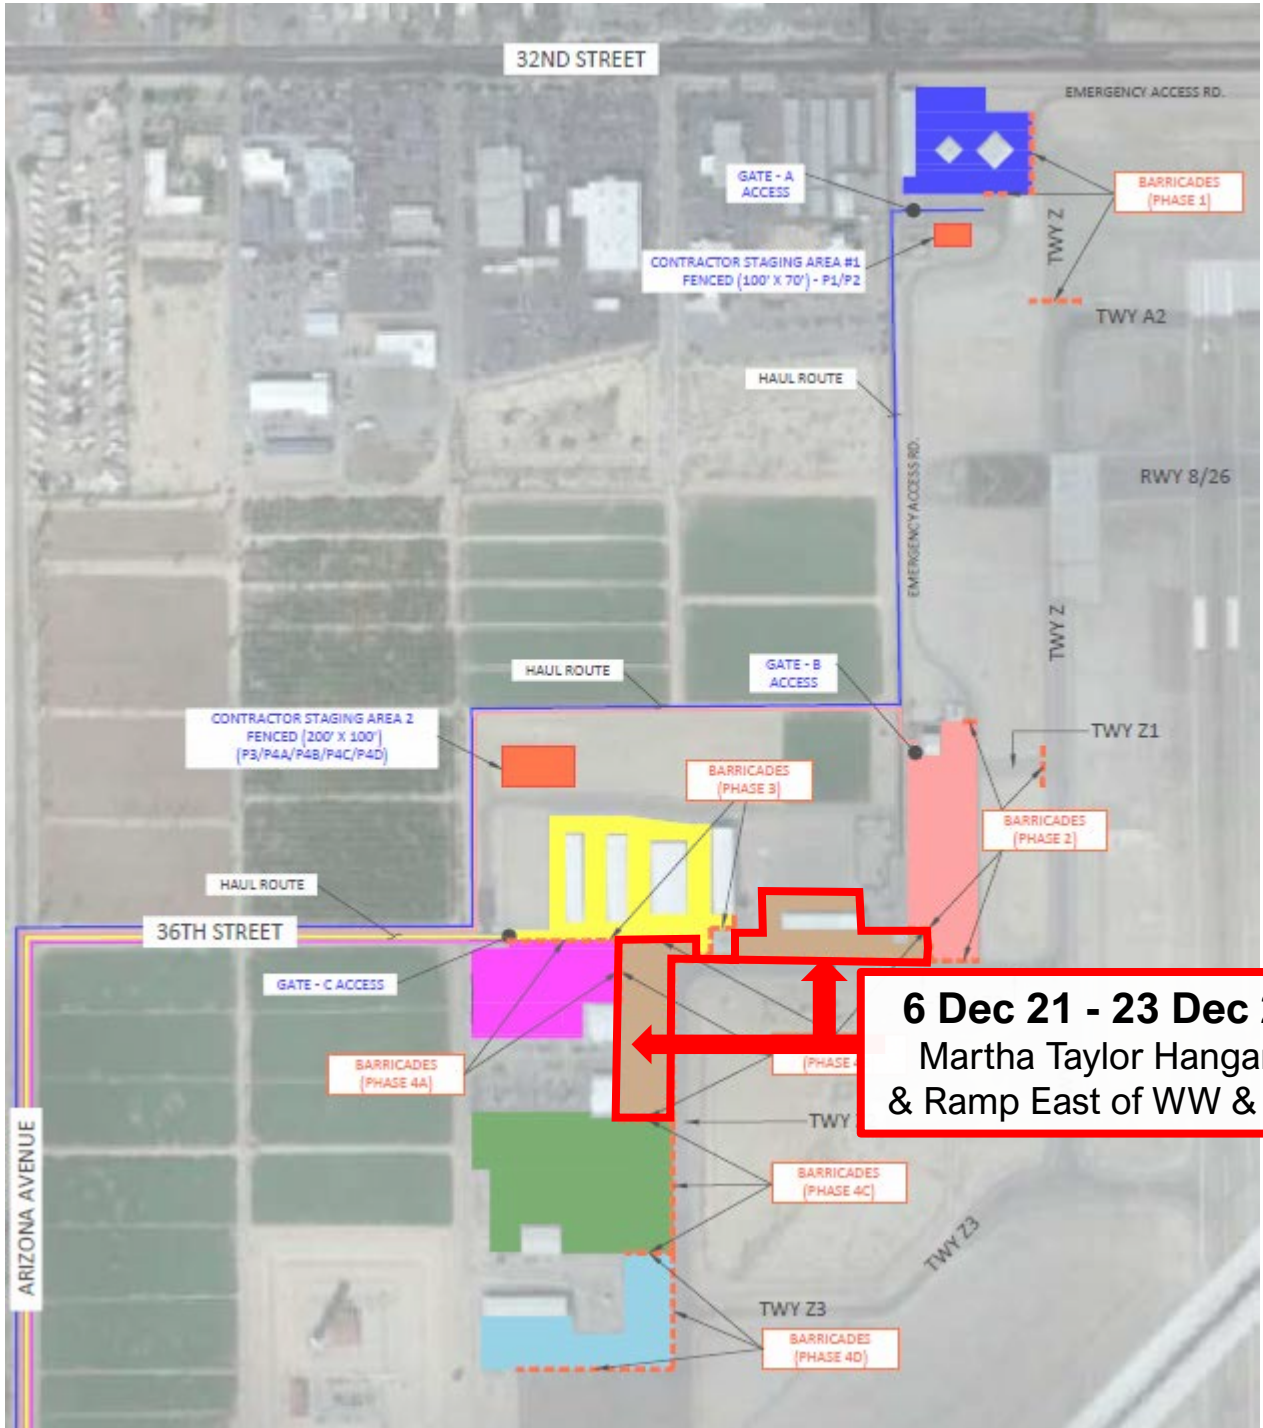 32ND STREET
EMERGENCY ACCESS RD.
GATE - A
ACCESS
BARRICADES
(PHASE 1)
TWY Z
CONTRACTOR STAGING AREA #1
FENCED (100' X 70') - P1/P2
TWY A2
HAUL ROUTE
EMERGENCY ACCESS RD.
RWY 8/26
TWY Z
HAUL ROUTE
GATE - B
ACCESS
CONTRACTOR STAGING AREA 2
FENCED (200' X 100')
(P3/P4A/P4B/P4C/P4D)
TWY Z1
BARRICADES
(PHASE 3)
BARRICADES
(PHASE 2)
HAUL ROUTE
36TH STREET
GATE - C ACCESS
6 Dec 21 - 23 Dec
Martha Taylor Hangar
& Ramp East of WW &
BARRICADES
(PHASE 4A)
(PHASE 4
TWY
BARRICADES
(PHASE 4C)
ARIZONA AVENUE
TWY Z3
TWY Z3
BARRICADES
(PHASE 4D)